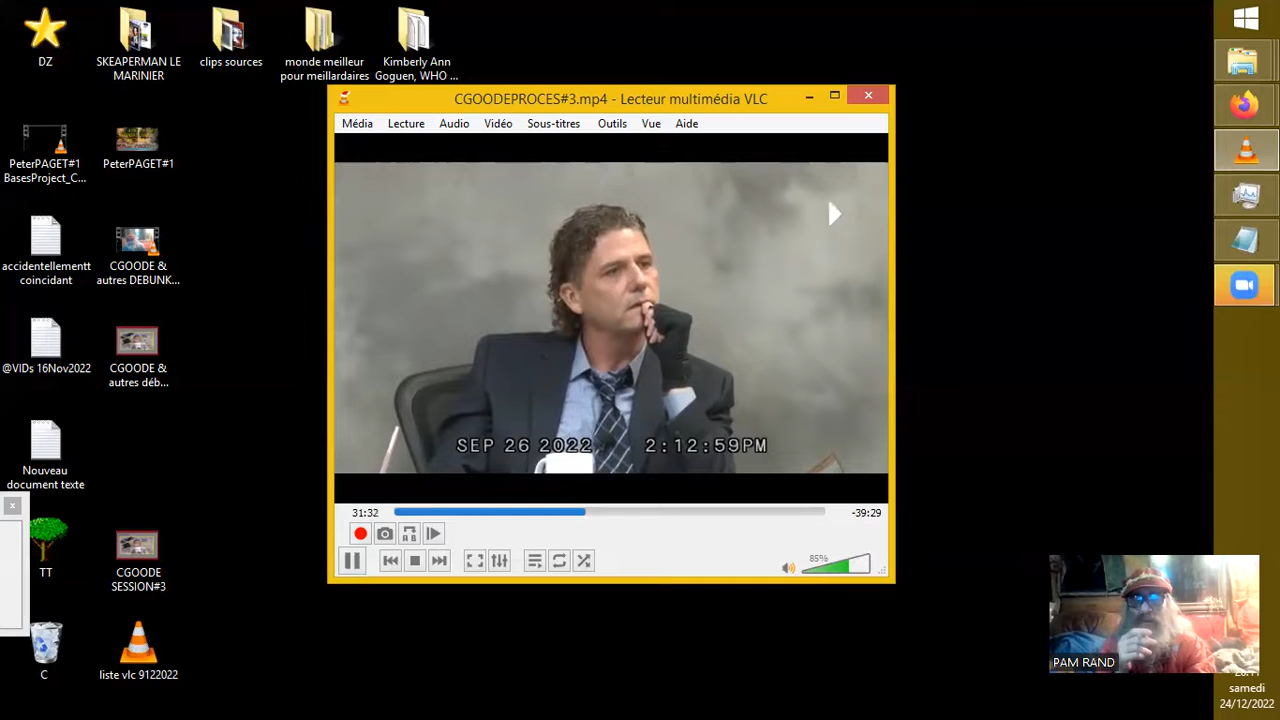 DZ
SKEAPERMAN LE
MARINIER
clips sources
monde meilleur
pour meillardaires
Kimberly Ann
Goguen, WHO ...
PeterPAGET#1
BasesProject_C...
PeterPAGET#1
accidentellementt
coincidant
CGOODE &
autres DEBUNK...
@VIDs 16Nov2022
CGOODE &
autres déb...
Nouveau
document texte
x
TT
CGOODE
SESSION#3
C
liste vlc 9122022
CGOODEPROCES#3.mp4 - Lecteur multimédia VLC
Média Lecture Audio Vidéo Sous-titres Outils Vue Aide
SEP 26 2022 2:12:59PM
31:32 -39:29
A B
85%
PAM RAND
samedi
24/12/2022